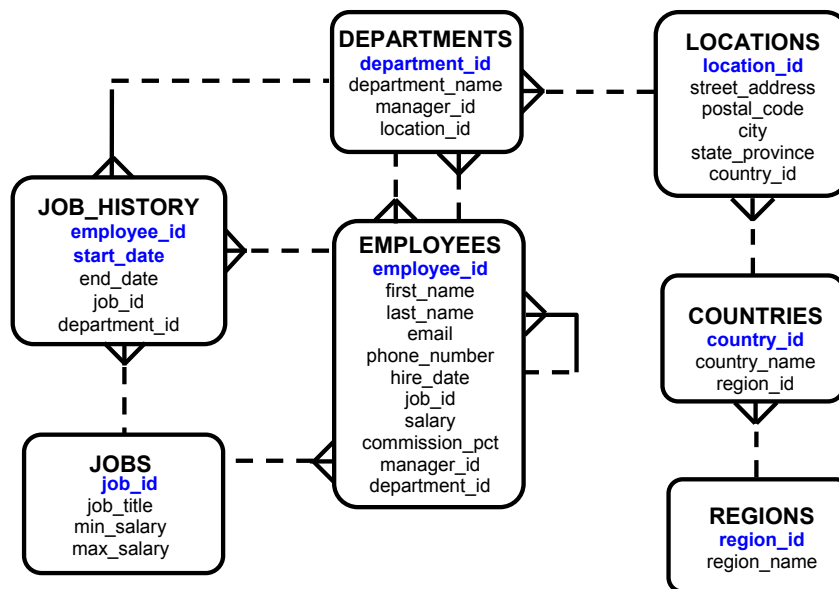 DEPARTMENTS
department_id
department_name
manager_id
location_id
LOCATIONS
location_id
street_address
postal_code
city
state_province
country_id
JOB_HISTORY
employee_id
start_date
end_date
job_id
department_id
EMPLOYEES
employee_id
first_name
last_name
email
phone_number
hire_date
job_id
salary
commission_pct
manager_id
department_id
COUNTRIES
country_id
country_name
region_id
JOBS
job_id
job_title
min_salary
max_salary
REGIONS
region_id
region_name